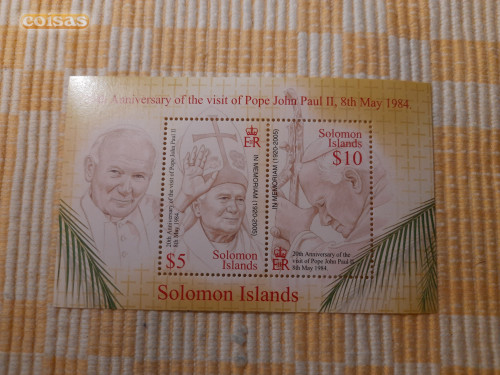 coisas
Anniversary of the visit of Pope John Paul II, 8th May 1984.
20th Anniversary of the visit of Pope John Paul II
8th May 1984.
ER
IN MEMORIAM (1920-2005)
$5
Solomon
Islands
IN MEMORIAM (1920-2005)
Solomon
Islands
$10
ER
20th Anniversary of the
visit of Pope John Paul II
8th May 1984.
Solomon Islands